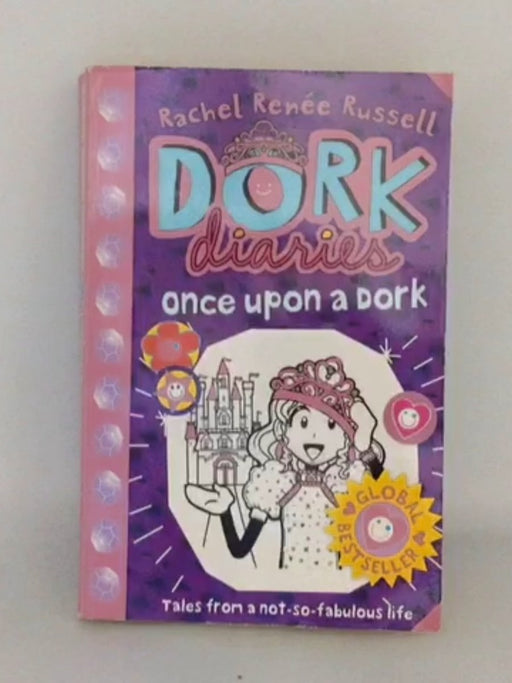 Rachel Renée Russell
DORK
diaries
once upon a Dork
GLOBAL
BESTSELLER
Tales from a not-so-fabulous life